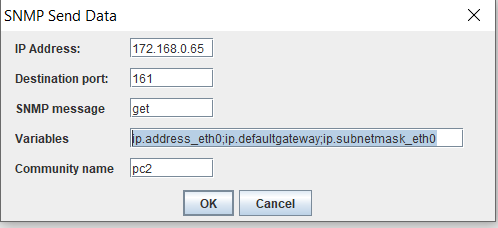 SNMP Send Data
IP Address: 172.168.0.65
Destination port: 161
SNMP message get
Variables ip.address_eth0;ip.defaultgateway;ip.subnetmask_eth0
Community name pc2
OK Cancel